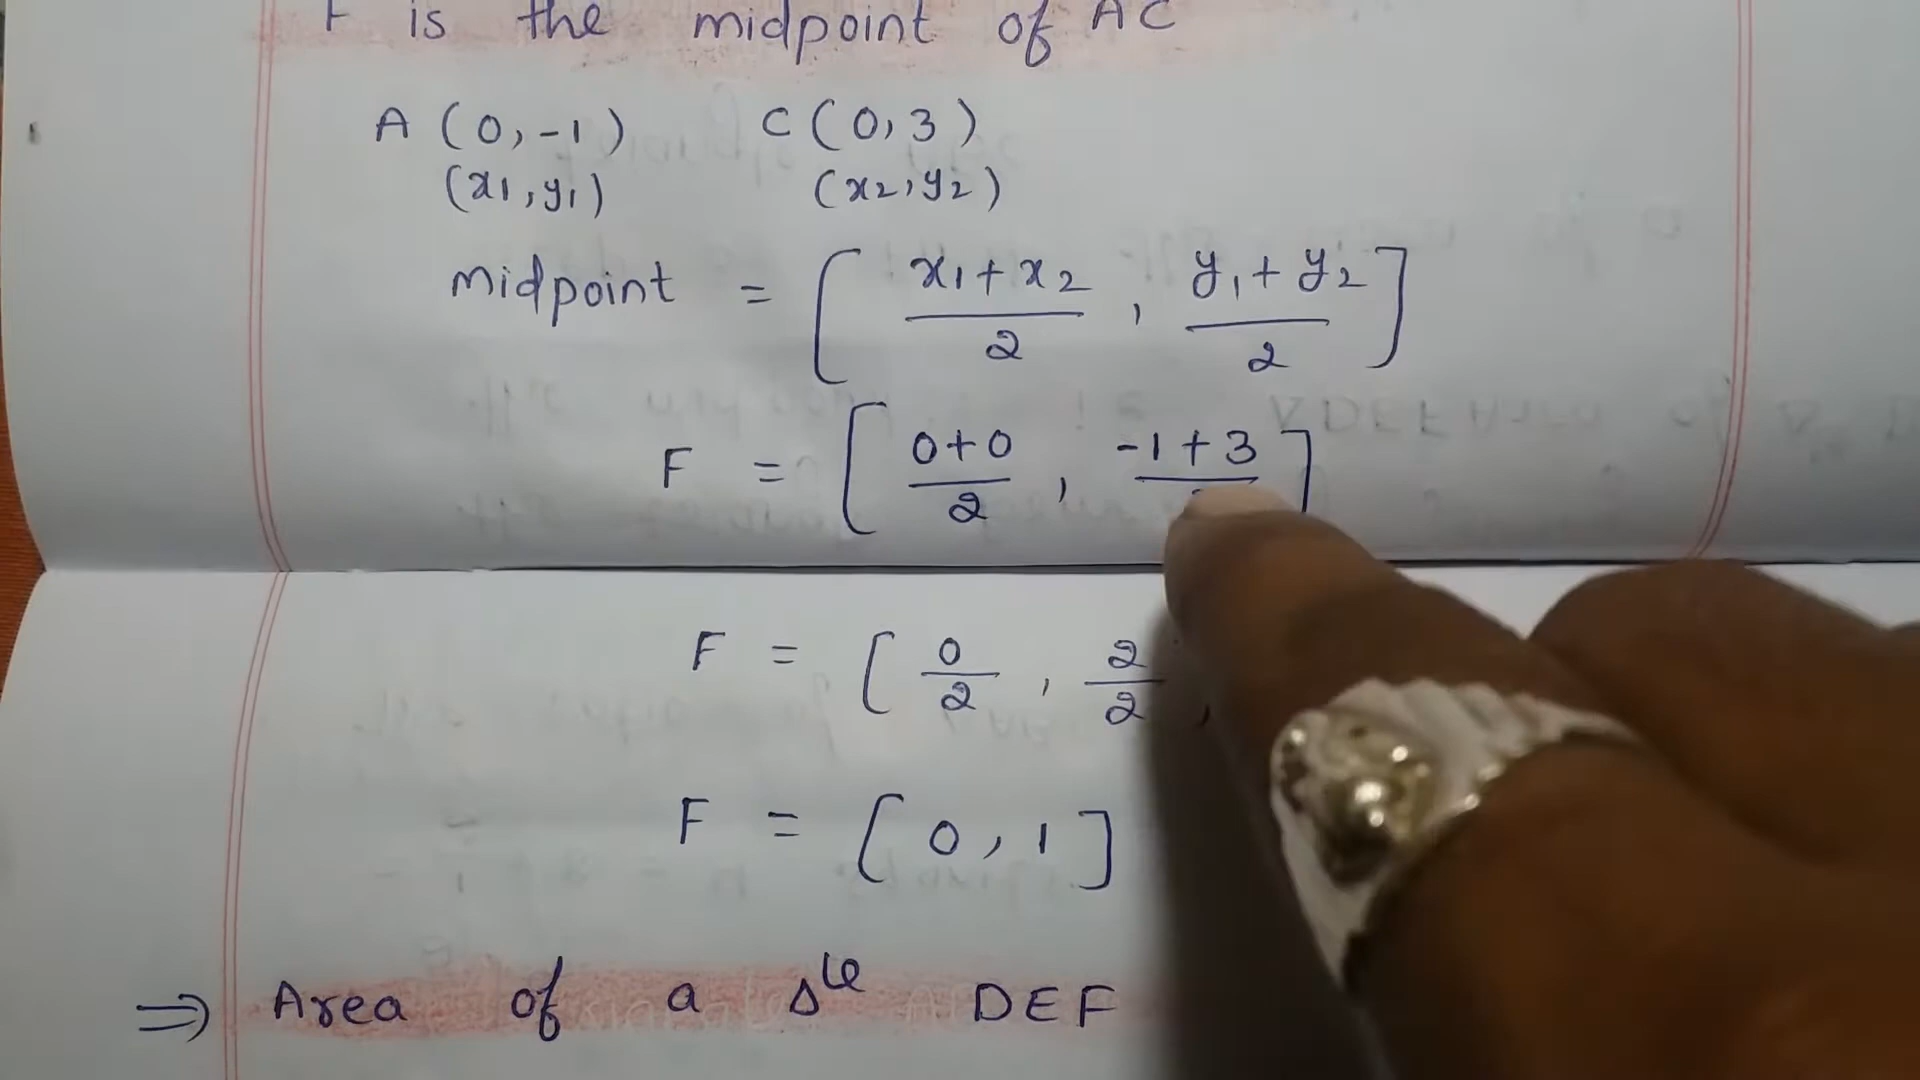 F is the midpoint of AC
A (0, -1) C (0, 3)
(x1, y1) (x2, y2)
midpoint = [ x1 + x2 / 2 , y1 + y2 / 2 ]
F = [ 0+0 / 2 , -1+3 / ]
F = [ 0 / 2 , 2 / 2
F = [ 0 , 1 ]
⇒ Area of a Δle DEF